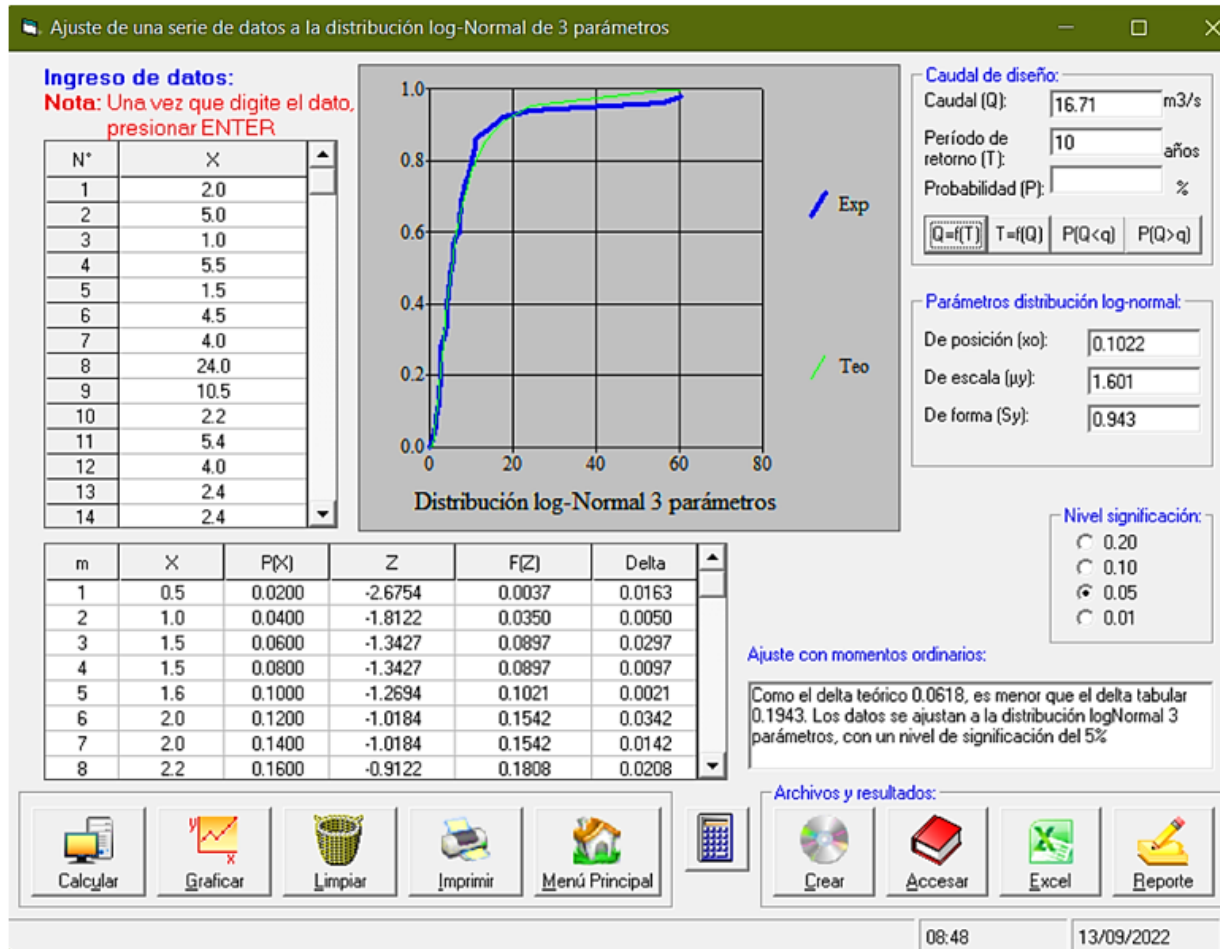 Ajuste de una serie de datos a la distribución log-Normal de 3 parámetros
Ingreso de datos:
Nota: Una vez que digite el dato,
presionar ENTER
N° X
1 2.0
2 5.0
3 1.0
4 5.5
5 1.5
6 4.5
7 4.0
8 24.0
9 10.5
10 2.2
11 5.4
12 4.0
13 2.4
14 2.4
1.0
0.8
0.6
0.4
0.2
0.0
0 20 40 60 80
Exp
Teo
Distribución log-Normal 3 parámetros
Caudal de diseño:
Caudal (Q): 16.71 m3/s
Período de
retorno (T): 10 años
Probabilidad (P): %
Q=f(T) T=f(Q) P(Q<q) P(Q>q)
Parámetros distribución log-normal:
De posición (xo): 0.1022
De escala (µy): 1.601
De forma (Sy): 0.943
Nivel significación:
0.20
0.10
0.05
0.01
m X P(X) Z F(Z) Delta
1 0.5 0.0200 -2.6754 0.0037 0.0163
2 1.0 0.0400 -1.8122 0.0350 0.0050
3 1.5 0.0600 -1.3427 0.0897 0.0297
4 1.5 0.0800 -1.3427 0.0897 0.0097
5 1.6 0.1000 -1.2694 0.1021 0.0021
6 2.0 0.1200 -1.0184 0.1542 0.0342
7 2.0 0.1400 -1.0184 0.1542 0.0142
8 2.2 0.1600 -0.9122 0.1808 0.0208
Ajuste con momentos ordinarios:
Como el delta teórico 0.0618, es menor que el delta tabular
0.1943. Los datos se ajustan a la distribución logNormal 3
parámetros, con un nivel de significación del 5%
Calcular Graficar Limpiar Imprimir Menú Principal
Archivos y resultados:
Crear Accesar Excel Reporte
08:48 13/09/2022